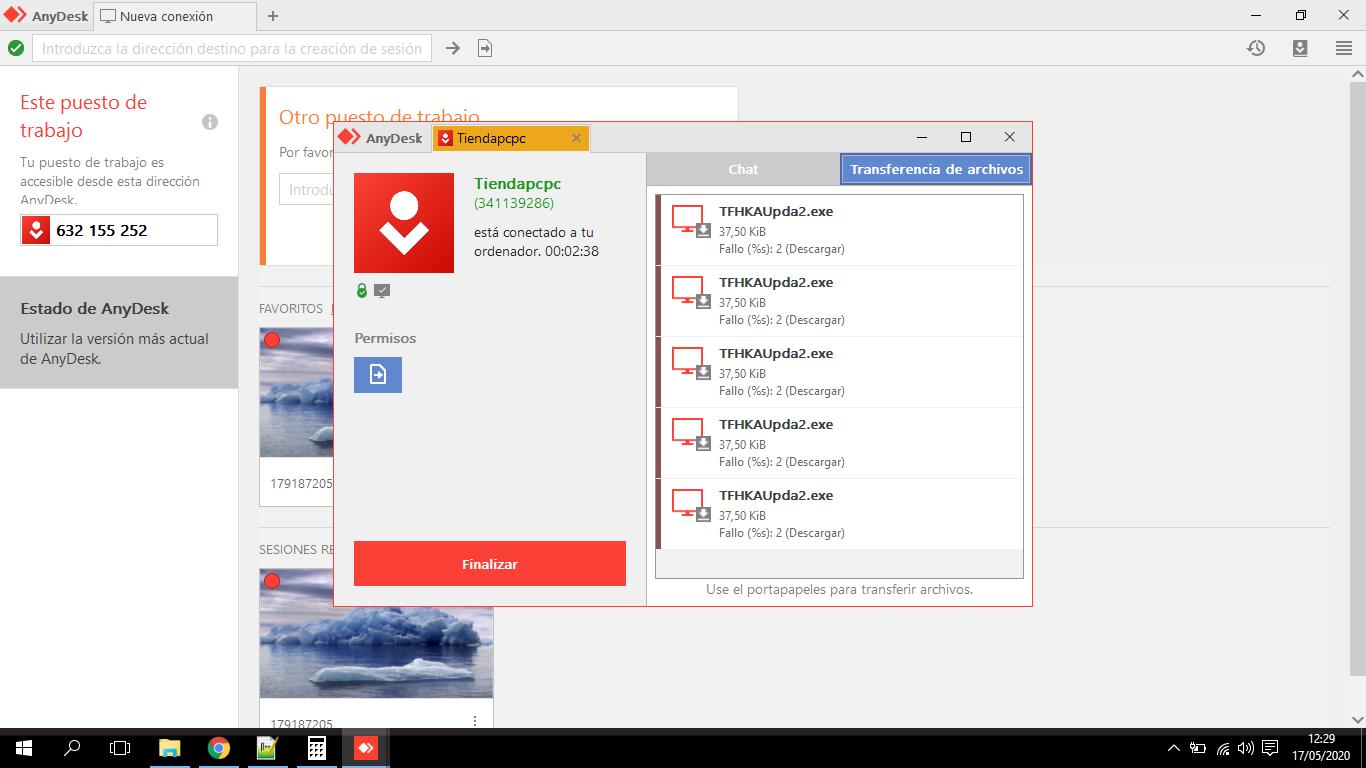 AnyDesk
Nueva conexión
Introduzca la dirección destino para la creación de sesión
Este puesto de
trabajo
Tu puesto de trabajo es
accesible desde esta dirección
AnyDesk.
632 155 252
Estado de AnyDesk
Utilizar la versión más actual
de AnyDesk.
Otro puesto de trabajo
Por favor
Introdu
FAVORITOS
179187205
SESIONES RE
179187205
AnyDesk
Tiendapcpc
Tiendapcpc
(341139286)
está conectado a tu
ordenador. 00:02:38
Permisos
Finalizar
Chat
Transferencia de archivos
TFHKAUpda2.exe
37,50 KiB
Fallo (%s): 2 (Descargar)
TFHKAUpda2.exe
37,50 KiB
Fallo (%s): 2 (Descargar)
TFHKAUpda2.exe
37,50 KiB
Fallo (%s): 2 (Descargar)
TFHKAUpda2.exe
37,50 KiB
Fallo (%s): 2 (Descargar)
TFHKAUpda2.exe
37,50 KiB
Fallo (%s): 2 (Descargar)
Use el portapapeles para transferir archivos.
12:29
17/05/2020